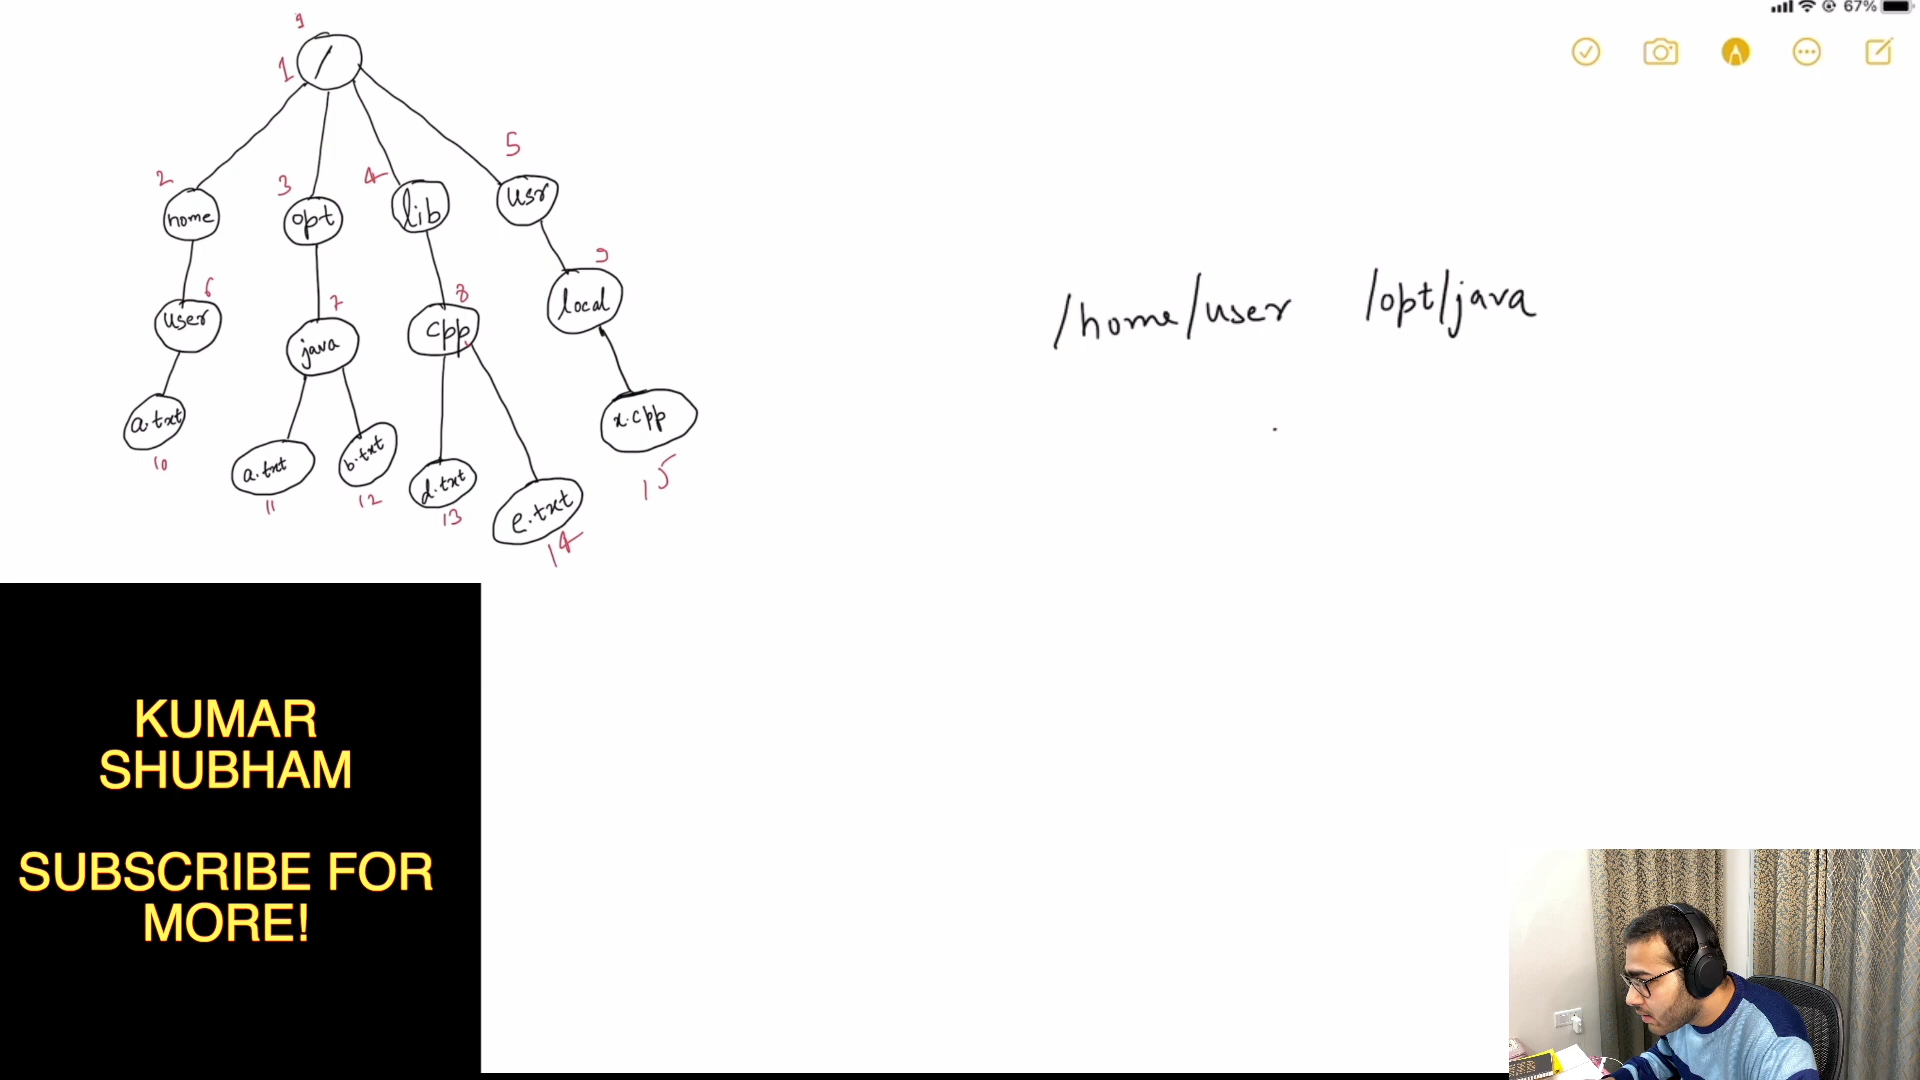 67%
1
1
/
2
3
4
5
home
opt
lib
usr
6
7
8
9
user
java
cpp
local
a.txt
a.txt
b.txt
d.txt
e.txt
x.cpp
10
11
12
13
14
15
/home/user /opt/java
KUMAR
SHUBHAM
SUBSCRIBE FOR
MORE!